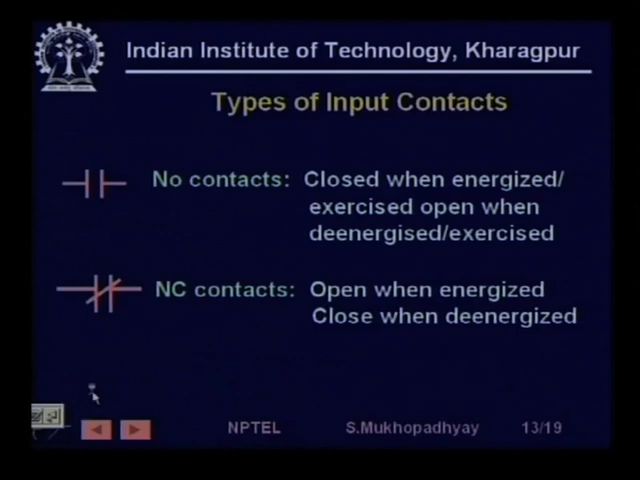 Indian Institute of Technology, Kharagpur
Types of Input Contacts
No contacts: Closed when energized/
exercised open when
deenergised/exercised
NC contacts: Open when energized
Close when deenergized
NPTEL S.Mukhopadhyay 13/19